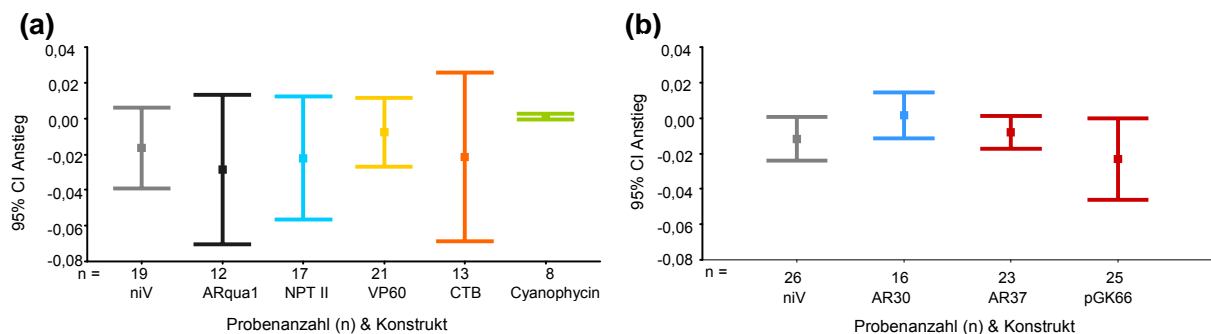 (a)
95% CI Anstieg
0,04
0,02
0,00
-0,02
-0,04
-0,06
-0,08
n = 19 12 17 21 13 8
niV ARqua1 NPT II VP60 CTB Cyanophycin
Probenanzahl (n) & Konstrukt
(b)
95% CI Anstieg
0,04
0,02
0,00
-0,02
-0,04
-0,06
-0,08
n = 26 16 23 25
niV AR30 AR37 pGK66
Probenanzahl (n) & Konstrukt